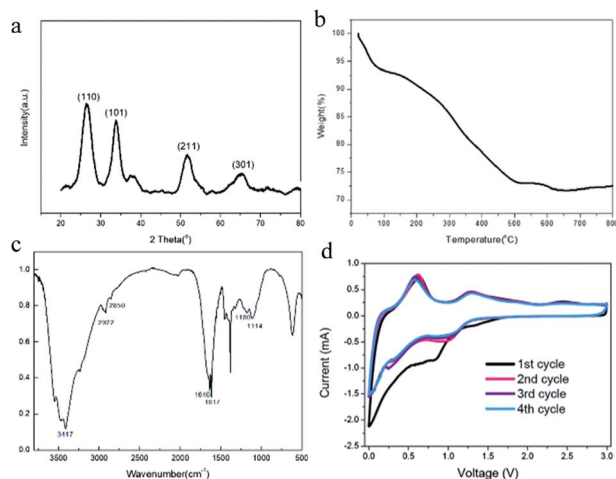 a
(110)
(101)
(211)
(301)
Intensity(a.u.)
20 30 40 50 60 70 80
2 Theta(°)
b
100
95
90
85
80
75
70
Weight(%)
0 100 200 300 400 500 600 700 800
Temperature(°C)
c
1.0
0.8
0.6
0.4
0.2
0.0
2922
2850
3417
1640
1617
1180
1114
3500 3000 2500 2000 1500 1000 500
Wavenumber(cm-1)
d
1.0
0.5
0.0
-0.5
-1.0
-1.5
-2.0
-2.5
Current (mA)
1st cycle
2nd cycle
3rd cycle
4th cycle
0.0 0.5 1.0 1.5 2.0 2.5 3.0
Voltage (V)